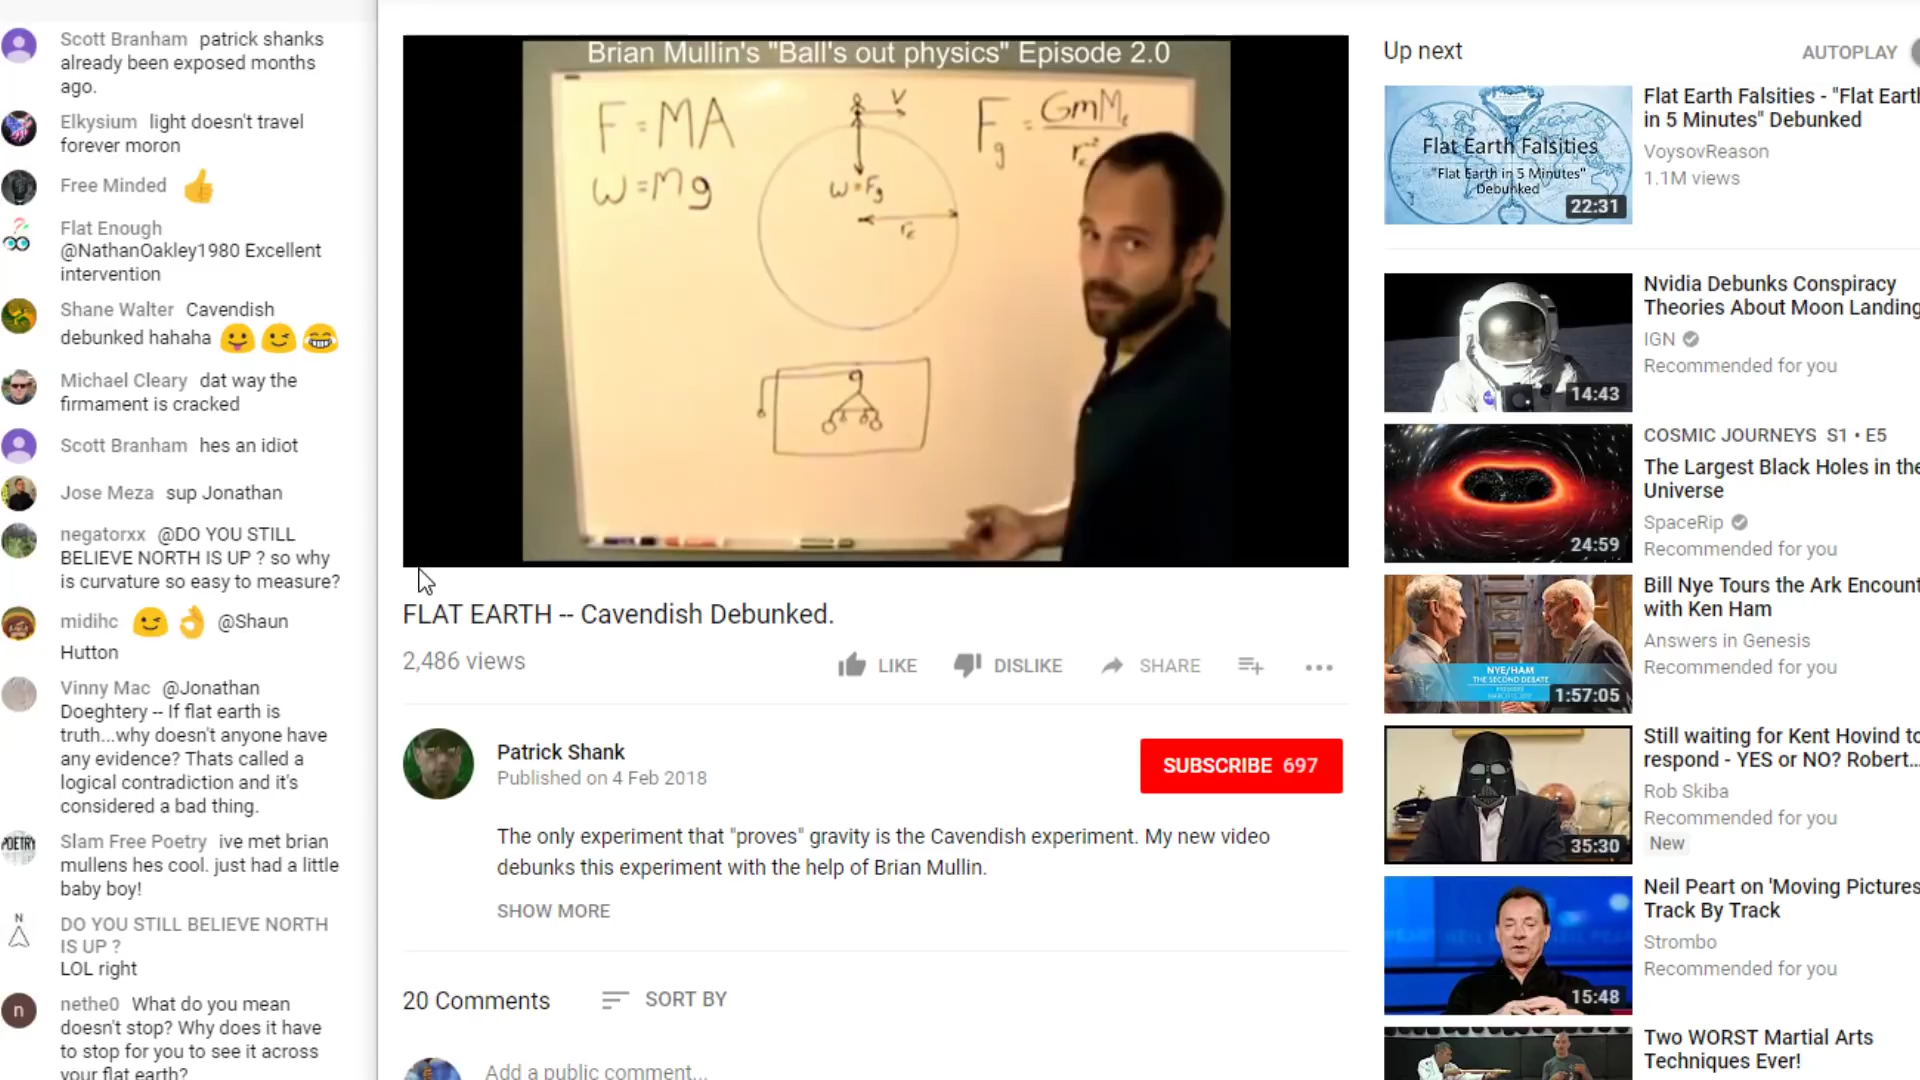 Scott Branham patrick shanks
already been exposed months
ago.
Elkysium light doesn't travel
forever moron
Free Minded
Flat Enough
@NathanOakley1980 Excellent
intervention
Shane Walter Cavendish
debunked hahaha
Michael Cleary dat way the
firmament is cracked
Scott Branham hes an idiot
Jose Meza sup Jonathan
negatorxx @DO YOU STILL
BELIEVE NORTH IS UP ? so why
is curvature so easy to measure?
midihc @Shaun
Hutton
Vinny Mac @Jonathan
Doeghtery -- If flat earth is
truth...why doesn't anyone have
any evidence? Thats called a
logical contradiction and it's
considered a bad thing.
POETRY
Slam Free Poetry ive met brian
mullens hes cool. just had a little
baby boy!
N
DO YOU STILL BELIEVE NORTH
IS UP ?
LOL right
n
nethe0 What do you mean
doesn't stop? Why does it have
to stop for you to see it across
your flat earth?
Brian Mullin's "Ball's out physics" Episode 2.0
F = MA
W = Mg
V
W = Fg
re
Fg = GmMe
re²
FLAT EARTH -- Cavendish Debunked.
2,486 views
LIKE DISLIKE SHARE
Patrick Shank
Published on 4 Feb 2018
SUBSCRIBE 697
The only experiment that "proves" gravity is the Cavendish experiment. My new video
debunks this experiment with the help of Brian Mullin.
SHOW MORE
20 Comments SORT BY
Add a public comment...
Up next AUTOPLAY
Flat Earth Falsities
"Flat Earth in 5 Minutes"
Debunked
22:31
Flat Earth Falsities - "Flat Earth
in 5 Minutes" Debunked
VoysovReason
1.1M views
14:43
Nvidia Debunks Conspiracy
Theories About Moon Landing
IGN
Recommended for you
24:59
COSMIC JOURNEYS S1 • E5
The Largest Black Holes in the
Universe
SpaceRip
Recommended for you
NYE/HAM
THE SECOND DEBATE
1:57:05
Bill Nye Tours the Ark Encount
with Ken Ham
Answers in Genesis
Recommended for you
35:30
Still waiting for Kent Hovind to
respond - YES or NO? Robert...
Rob Skiba
Recommended for you
New
15:48
Neil Peart on 'Moving Pictures
Track By Track
Strombo
Recommended for you
Two WORST Martial Arts
Techniques Ever!